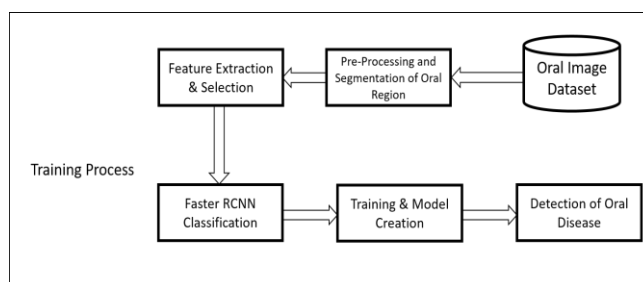 Feature Extraction
& Selection
Pre-Processing and
Segmentation of Oral
Region
Oral Image
Dataset
Training Process
Faster RCNN
Classification
Training & Model
Creation
Detection of Oral
Disease